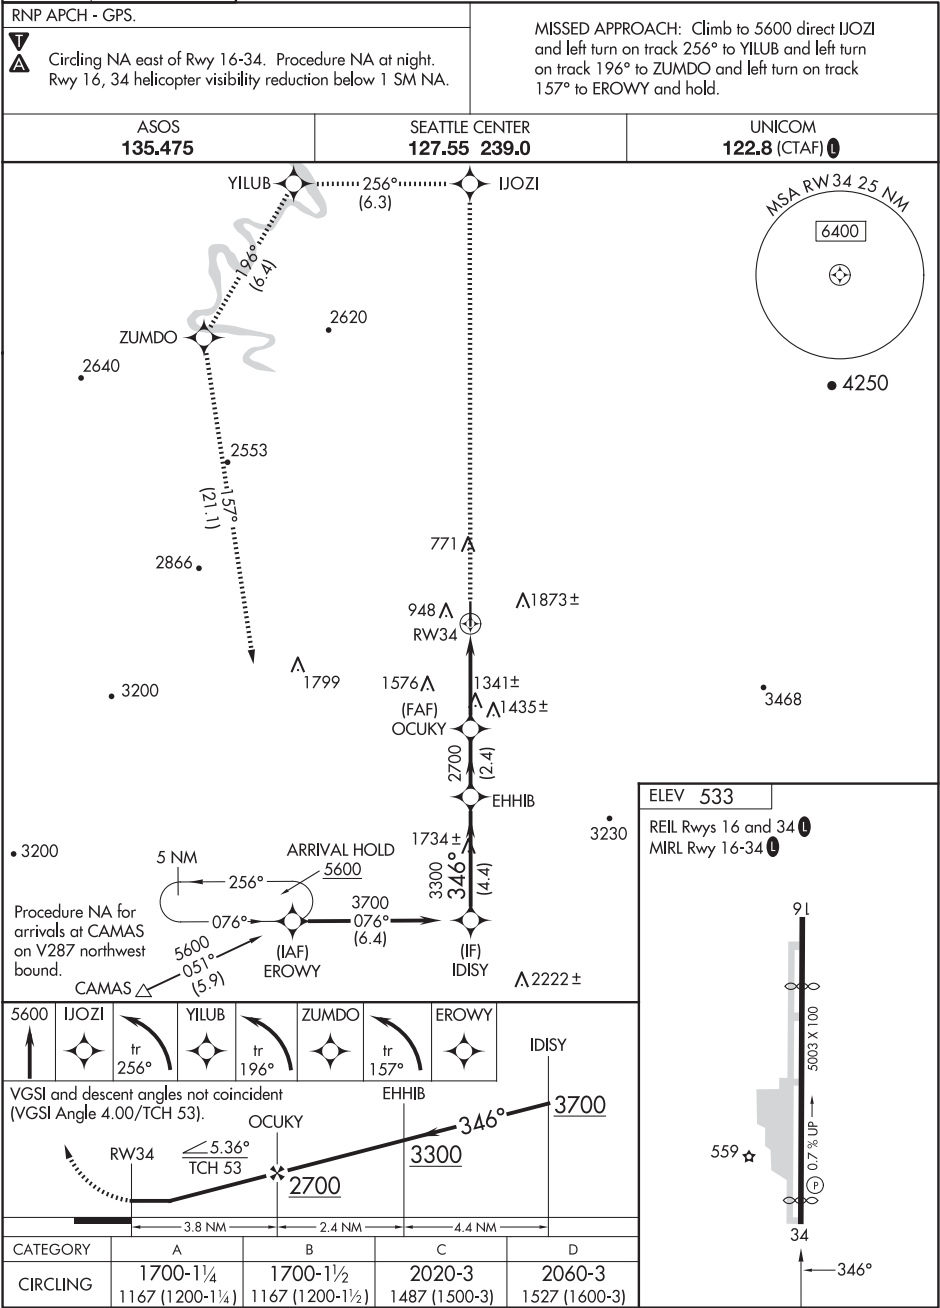 RNP APCH - GPS.
T
A
Circling NA east of Rwy 16-34. Procedure NA at night.
Rwy 16, 34 helicopter visibility reduction below 1 SM NA.
MISSED APPROACH: Climb to 5600 direct IJOZI
and left turn on track 256° to YILUB and left turn
on track 196° to ZUMDO and left turn on track
157° to EROWY and hold.
ASOS
135.475
SEATTLE CENTER
127.55 239.0
UNICOM
122.8 (CTAF) L
YILUB
256°
(6.3)
IJOZI
MSA RW34 25 NM
6400
196°
(6.4)
2620
ZUMDO
2640
4250
2553
157°
(21.1)
771
2866
948
1873±
RW34
1799
1576
1341±
3200
3468
(FAF)
OCUKY
1435±
2700
(2.4)
EHHIB
3230
1734±
3300
346°
(4.4)
3200
5 NM
ARRIVAL HOLD
5600
256°
076°
3700
076°
(6.4)
Procedure NA for
arrivals at CAMAS
on V287 northwest
bound.
5600
051°
(5.9)
CAMAS
(IAF)
EROWY
(IF)
IDISY
2222±
ELEV 533
REIL Rwys 16 and 34 L
MIRL Rwy 16-34 L
16
5003 X 100
0.7 % UP
P
559
34
346°
5600
IJOZI
tr
256°
YILUB
tr
196°
ZUMDO
tr
157°
EROWY
VGSI and descent angles not coincident
(VGSI Angle 4.00/TCH 53).
IDISY
EHHIB
OCUKY
RW34
5.36°
TCH 53
346°
3700
3300
2700
3.8 NM
2.4 NM
4.4 NM
CATEGORY A B C D
CIRCLING
1700-1¼ 1700-1½ 2020-3 2060-3
1167 (1200-1¼) 1167 (1200-1½) 1487 (1500-3) 1527 (1600-3)